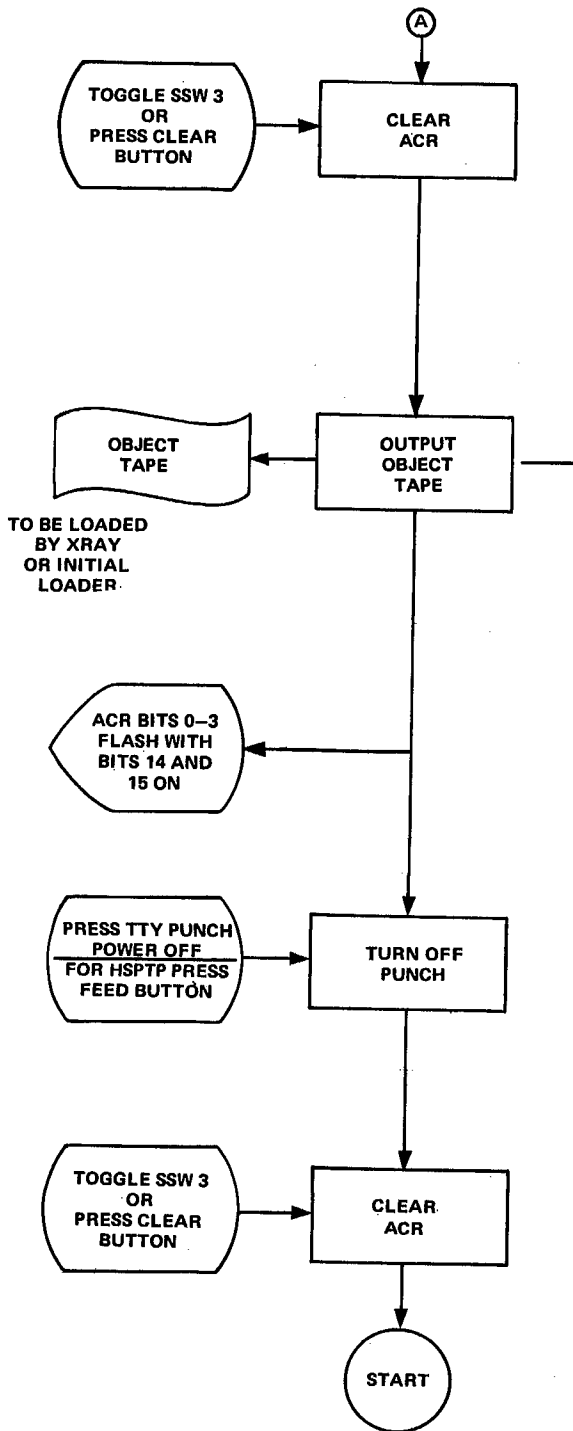 A
TOGGLE SSW 3
OR
PRESS CLEAR
BUTTON
CLEAR
ACR
OBJECT
TAPE
OUTPUT
OBJECT
TAPE
TO BE LOADED
BY XRAY
OR INITIAL
LOADER
ACR BITS 0–3
FLASH WITH
BITS 14 AND
15 ON
PRESS TTY PUNCH
POWER OFF
FOR HSPTP PRESS
FEED BUTTON
TURN OFF
PUNCH
TOGGLE SSW 3
OR
PRESS CLEAR
BUTTON
CLEAR
ACR
START